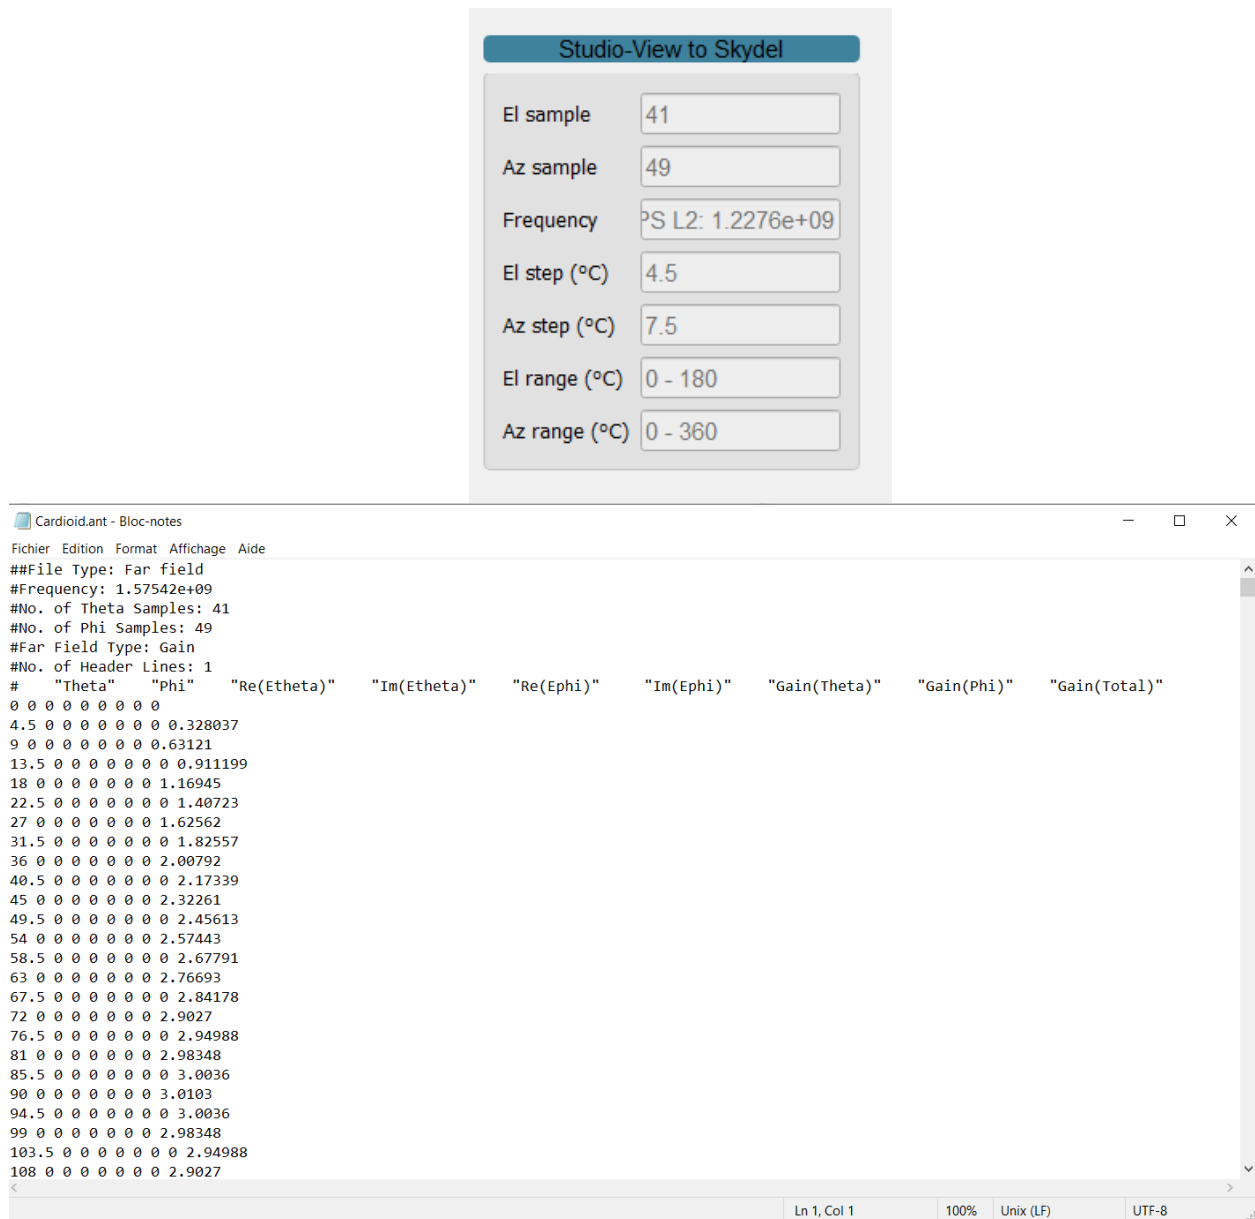 Studio-View to Skydel
El sample 41
Az sample 49
Frequency PS L2: 1.2276e+09
El step (°C) 4.5
Az step (°C) 7.5
El range (°C) 0 - 180
Az range (°C) 0 - 360
Cardioid.ant - Bloc-notes
Fichier Edition Format Affichage Aide
##File Type: Far field
#Frequency: 1.57542e+09
#No. of Theta Samples: 41
#No. of Phi Samples: 49
#Far Field Type: Gain
#No. of Header Lines: 1
# "Theta" "Phi" "Re(Etheta)" "Im(Etheta)" "Re(Ephi)" "Im(Ephi)" "Gain(Theta)" "Gain(Phi)" "Gain(Total)"
0 0 0 0 0 0 0 0 0
4.5 0 0 0 0 0 0 0 0.328037
9 0 0 0 0 0 0 0 0.63121
13.5 0 0 0 0 0 0 0 0.911199
18 0 0 0 0 0 0 0 1.16945
22.5 0 0 0 0 0 0 0 1.40723
27 0 0 0 0 0 0 0 1.62562
31.5 0 0 0 0 0 0 0 1.82557
36 0 0 0 0 0 0 0 2.00792
40.5 0 0 0 0 0 0 0 2.17339
45 0 0 0 0 0 0 0 2.32261
49.5 0 0 0 0 0 0 0 2.45613
54 0 0 0 0 0 0 0 2.57443
58.5 0 0 0 0 0 0 0 2.67791
63 0 0 0 0 0 0 0 2.76693
67.5 0 0 0 0 0 0 0 2.84178
72 0 0 0 0 0 0 0 2.9027
76.5 0 0 0 0 0 0 0 2.94988
81 0 0 0 0 0 0 0 2.98348
85.5 0 0 0 0 0 0 0 3.0036
90 0 0 0 0 0 0 0 3.0103
94.5 0 0 0 0 0 0 0 3.0036
99 0 0 0 0 0 0 0 2.98348
103.5 0 0 0 0 0 0 0 2.94988
108 0 0 0 0 0 0 0 2.9027
Ln 1, Col 1 100% Unix (LF) UTF-8